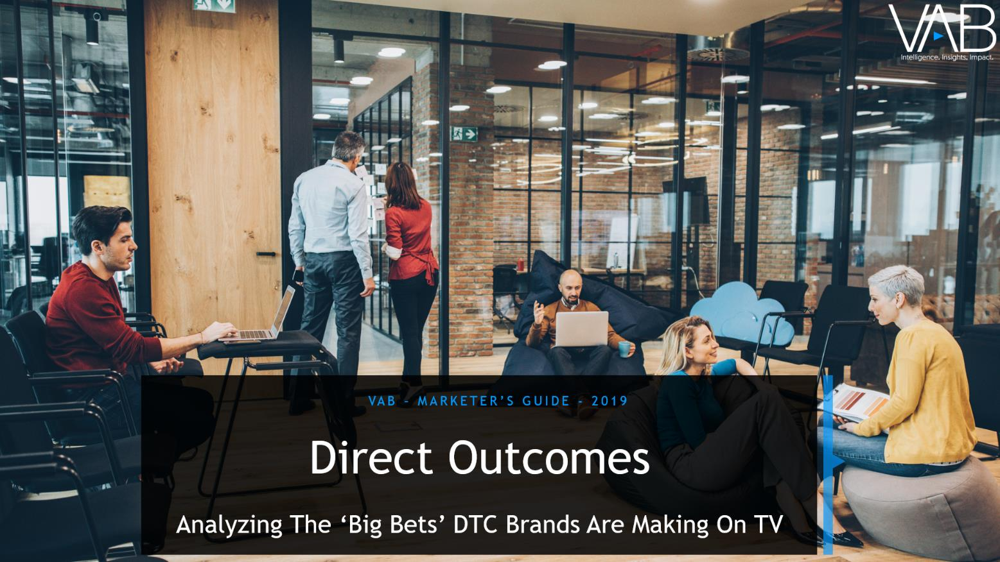 VAB
Intelligence. Insights. Impact.
VAB – MARKETER’S GUIDE - 2019
Direct Outcomes
Analyzing The ‘Big Bets’ DTC Brands Are Making On TV